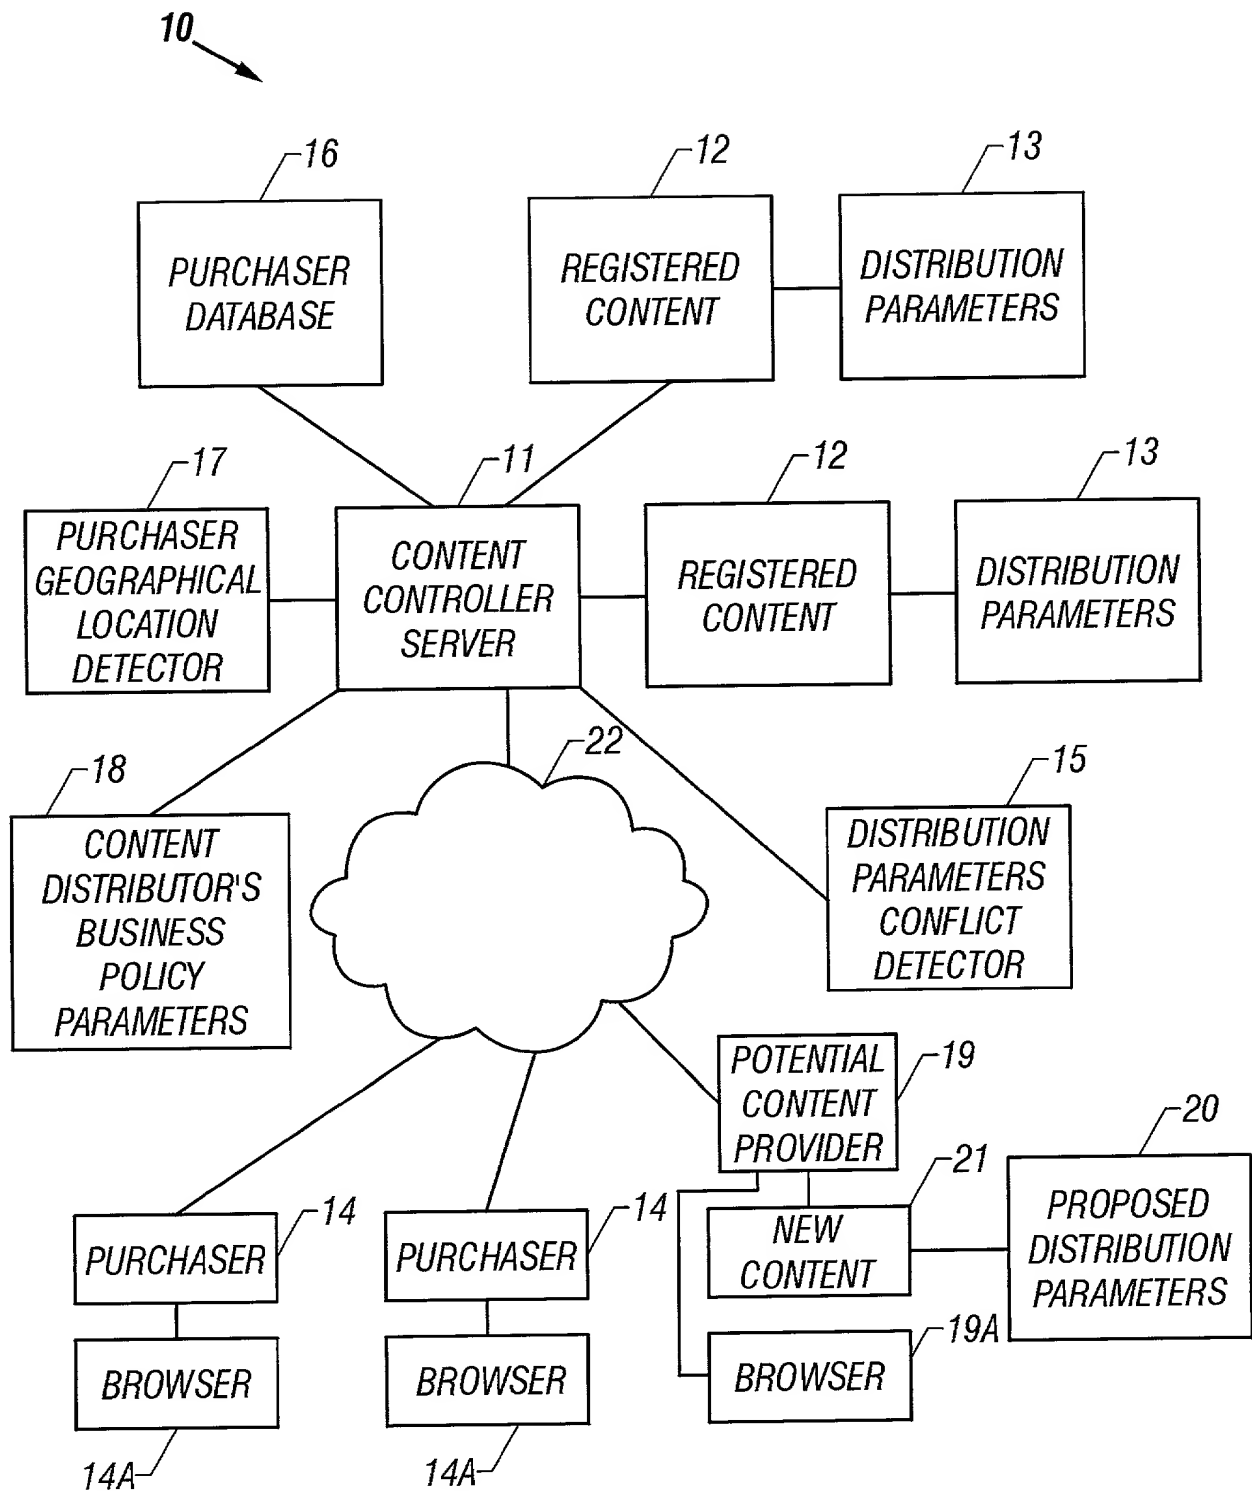 10
16
12
13
PURCHASER
DATABASE
REGISTERED
CONTENT
DISTRIBUTION
PARAMETERS
17
11
12
13
PURCHASER
GEOGRAPHICAL
LOCATION
DETECTOR
CONTENT
CONTROLLER
SERVER
REGISTERED
CONTENT
DISTRIBUTION
PARAMETERS
18
22
15
CONTENT
DISTRIBUTOR'S
BUSINESS
POLICY
PARAMETERS
DISTRIBUTION
PARAMETERS
CONFLICT
DETECTOR
POTENTIAL
CONTENT
PROVIDER
19
20
21
14
14
PURCHASER
PURCHASER
NEW
CONTENT
PROPOSED
DISTRIBUTION
PARAMETERS
19A
BROWSER
BROWSER
BROWSER
14A
14A